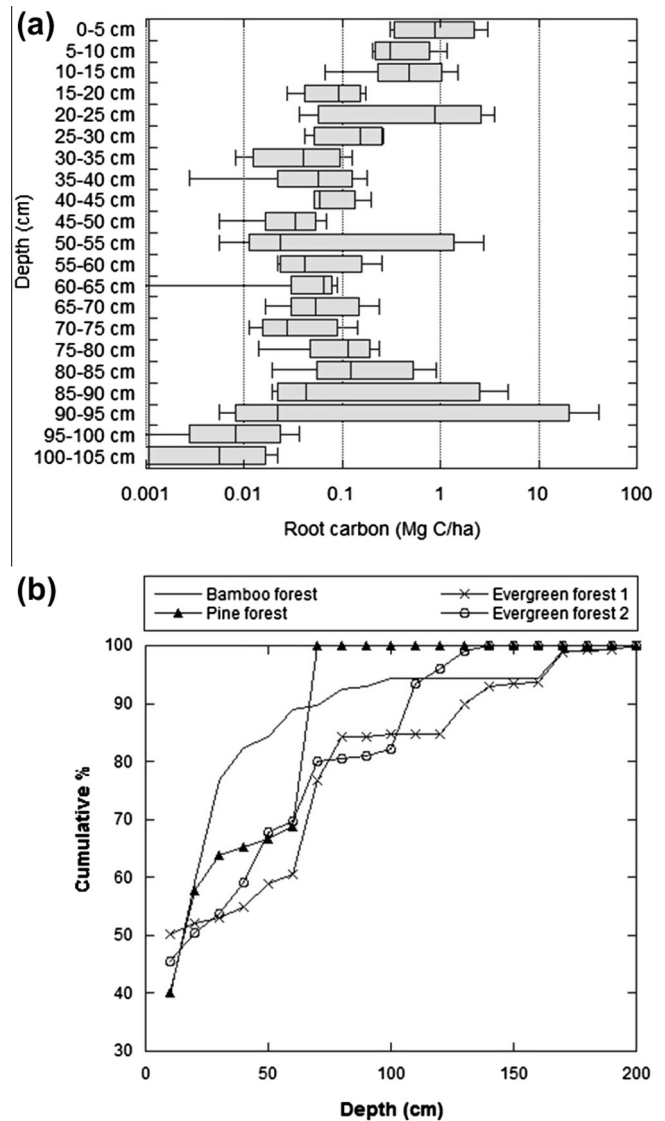 (a)
0-5 cm
5-10 cm
10-15 cm
15-20 cm
20-25 cm
25-30 cm
30-35 cm
35-40 cm
40-45 cm
45-50 cm
50-55 cm
55-60 cm
60-65 cm
65-70 cm
70-75 cm
75-80 cm
80-85 cm
85-90 cm
90-95 cm
95-100 cm
100-105 cm
Depth (cm)
0.001 0.01 0.1 1 10 100
Root carbon (Mg C/ha)
(b)
Bamboo forest
Pine forest
Evergreen forest 1
Evergreen forest 2
100
90
80
70
60
50
40
30
Cumulative %
0 50 100 150 200
Depth (cm)